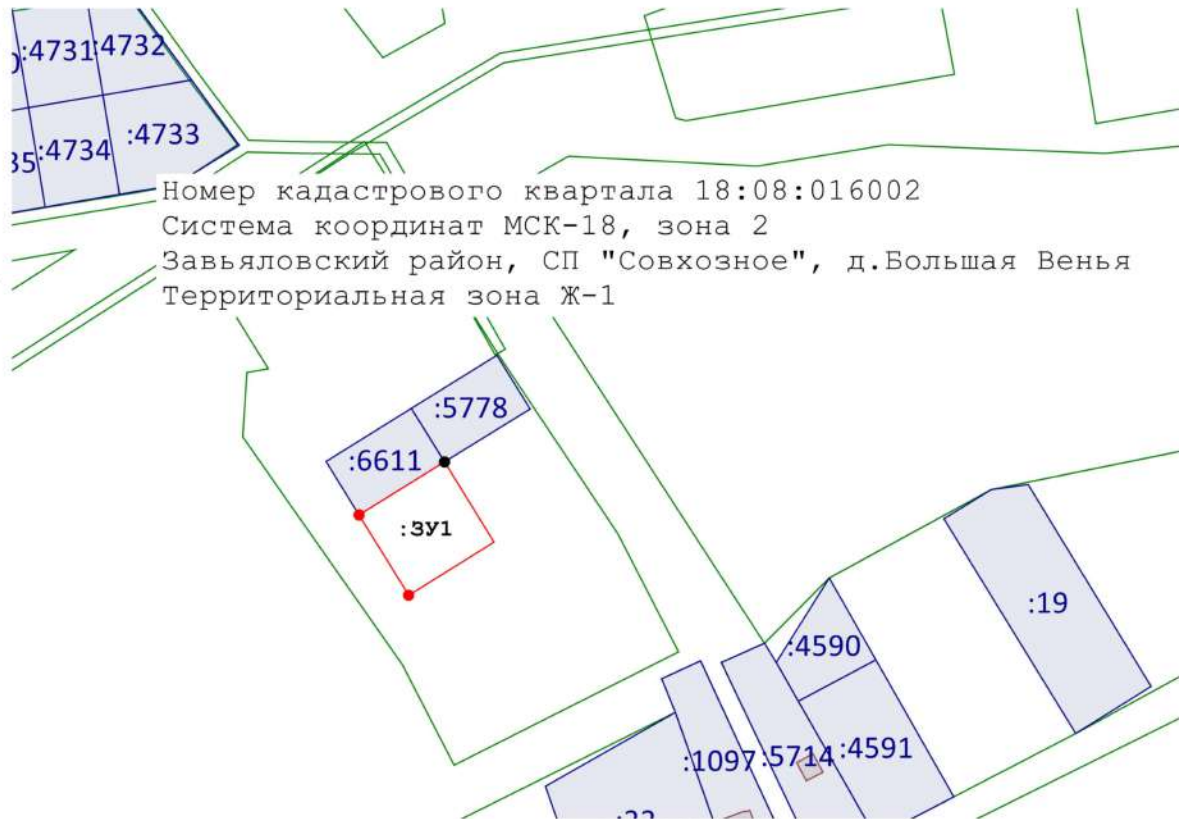 :4731
:4732
:4733
:4734
35
Номер кадастрового квартала 18:08:016002
Система координат МСК-18, зона 2
Завьяловский район, СП "Совхозное", д.Большая Венья
Территориальная зона Ж-1
:5778
:6611
:ЗУ1
:19
:4590
:4591
:1097
:5714